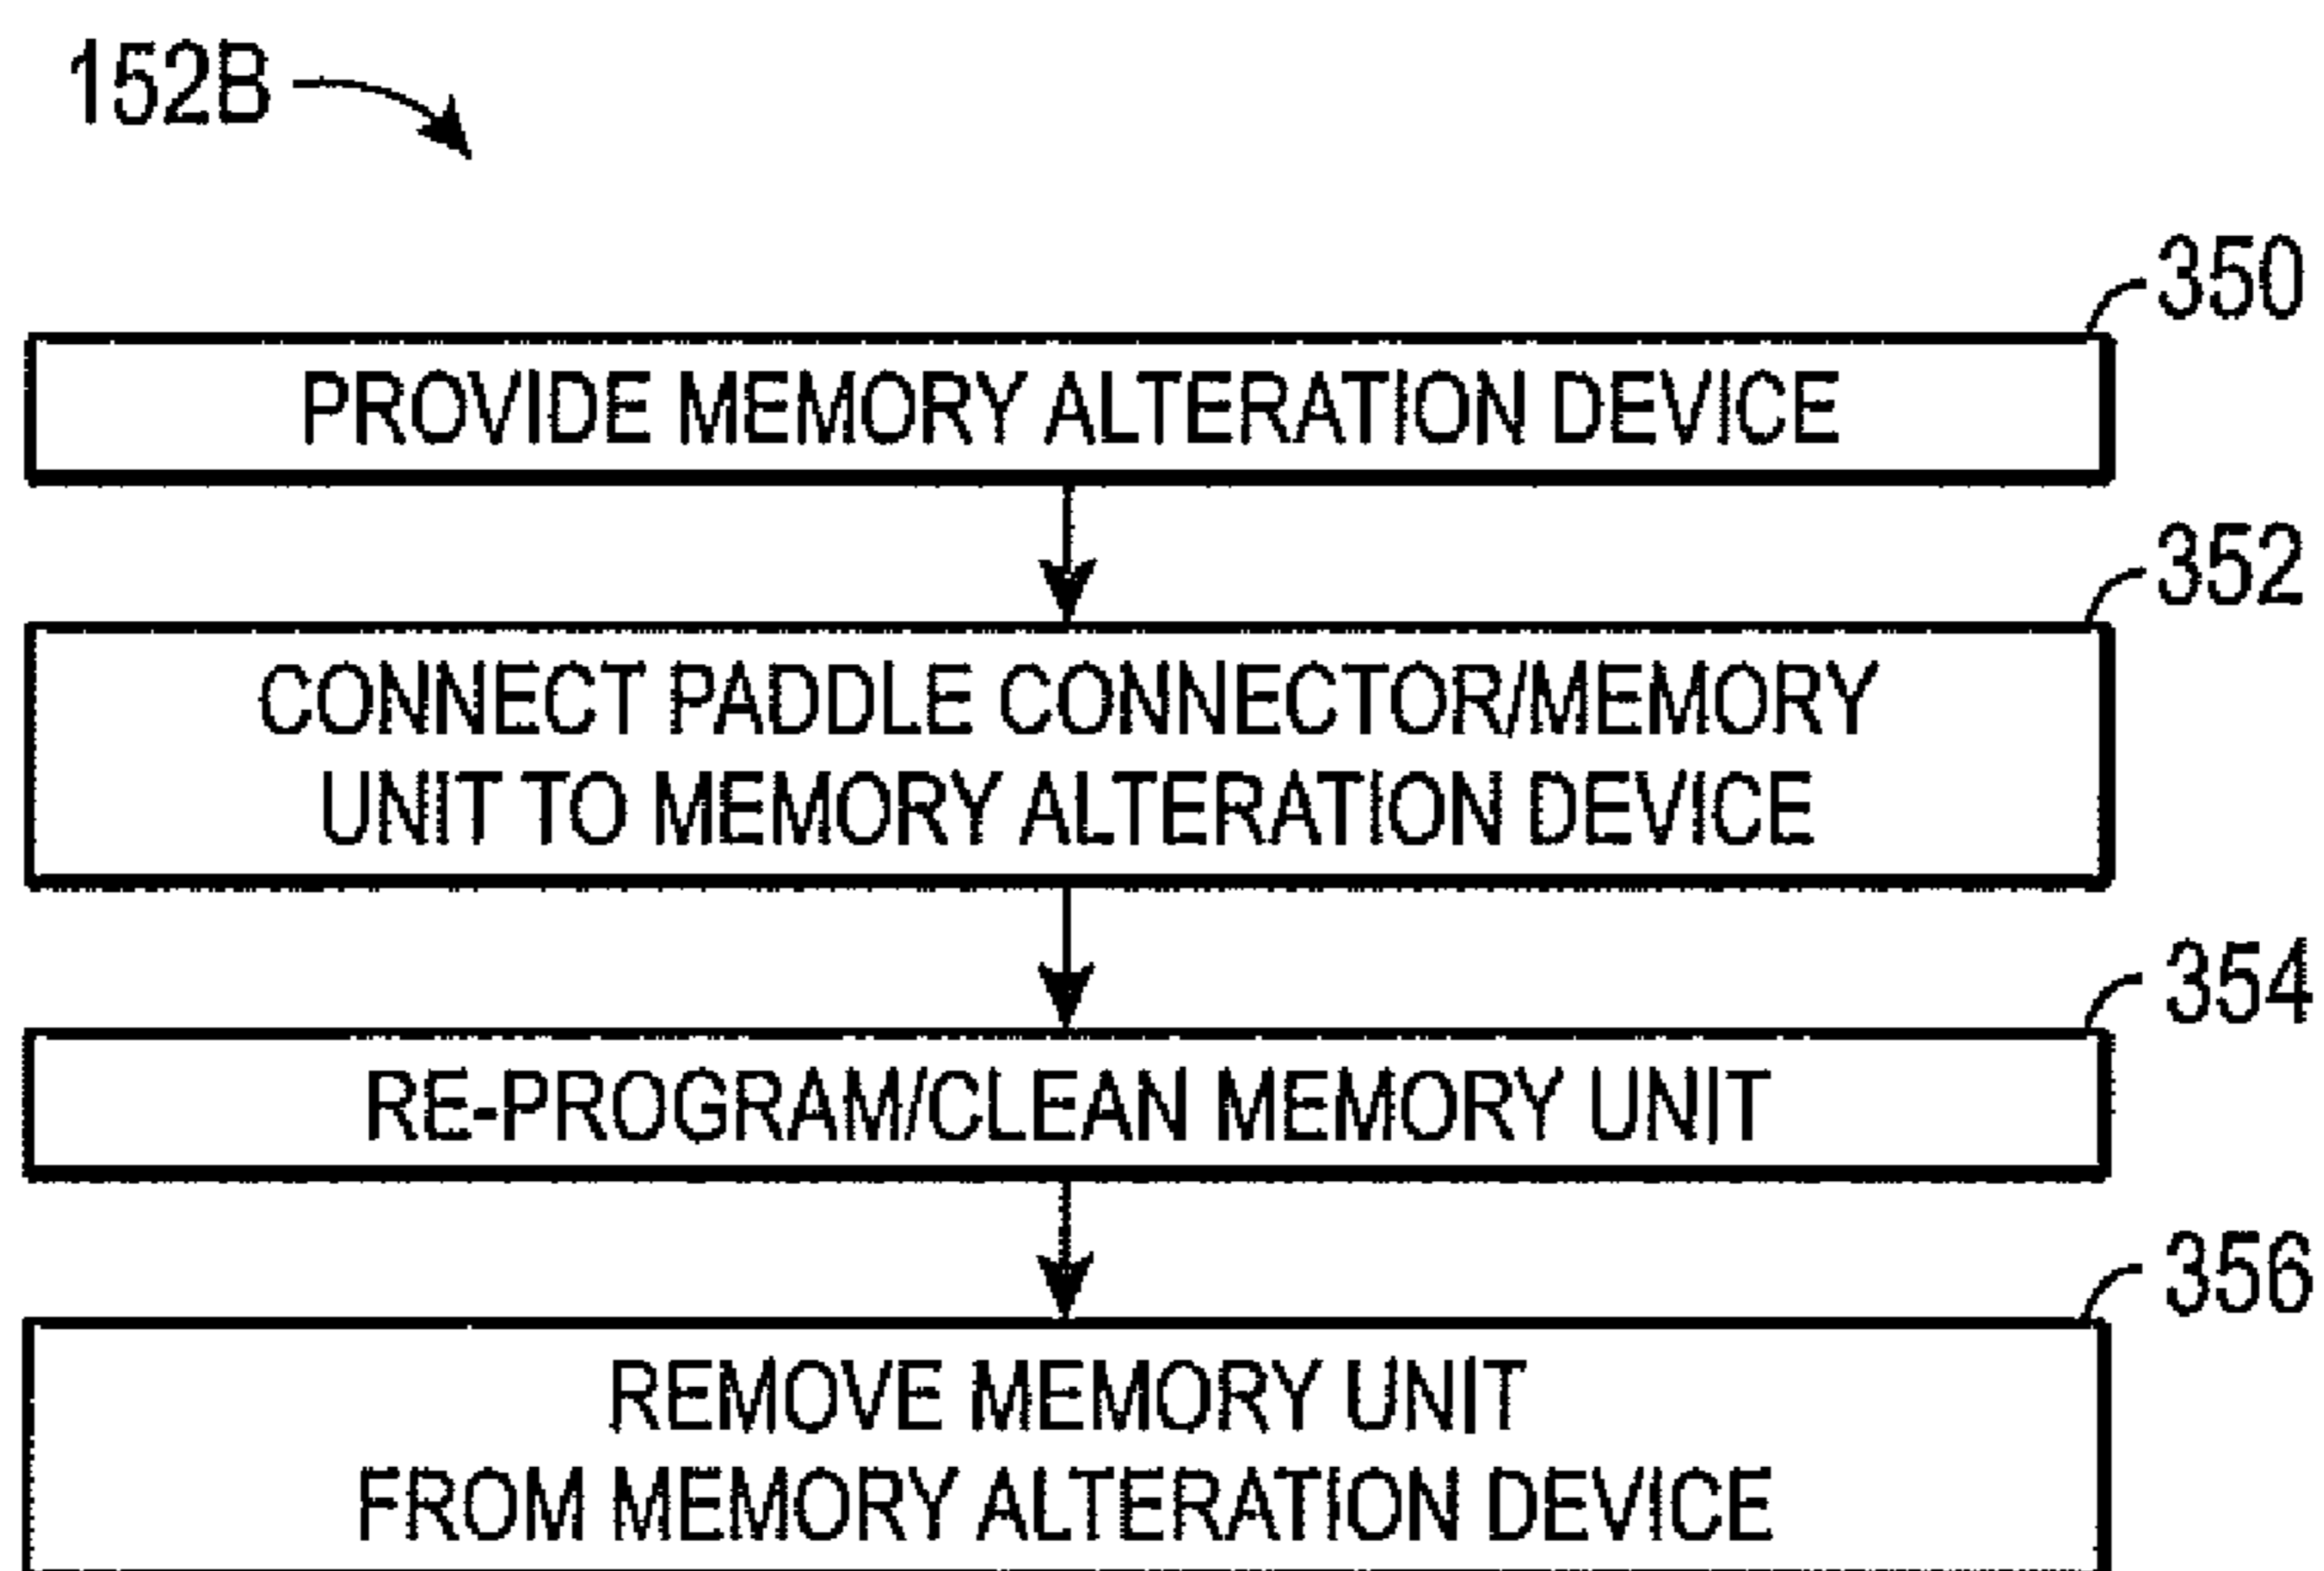 152B
350
PROVIDE MEMORY ALTERATION DEVICE
352
CONNECT PADDLE CONNECTOR/MEMORY
UNIT TO MEMORY ALTERATION DEVICE
354
RE-PROGRAM/CLEAN MEMORY UNIT
356
REMOVE MEMORY UNIT
FROM MEMORY ALTERATION DEVICE